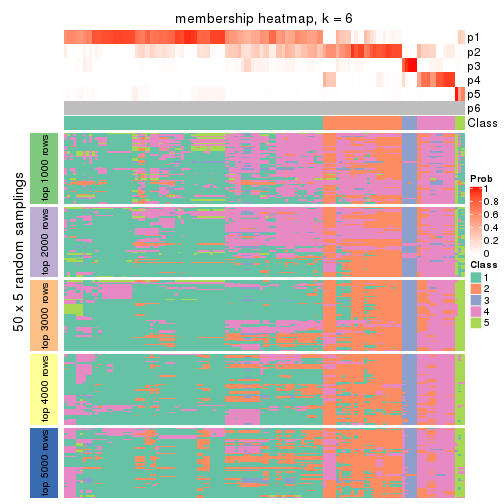 membership heatmap, k = 6
p1
p2
p3
p4
p5
p6
Class
50 x 5 random samplings
top 1000 rows
top 2000 rows
top 3000 rows
top 4000 rows
top 5000 rows
Prob
1
0.8
0.6
0.4
0.2
0
Class
1
2
3
4
5